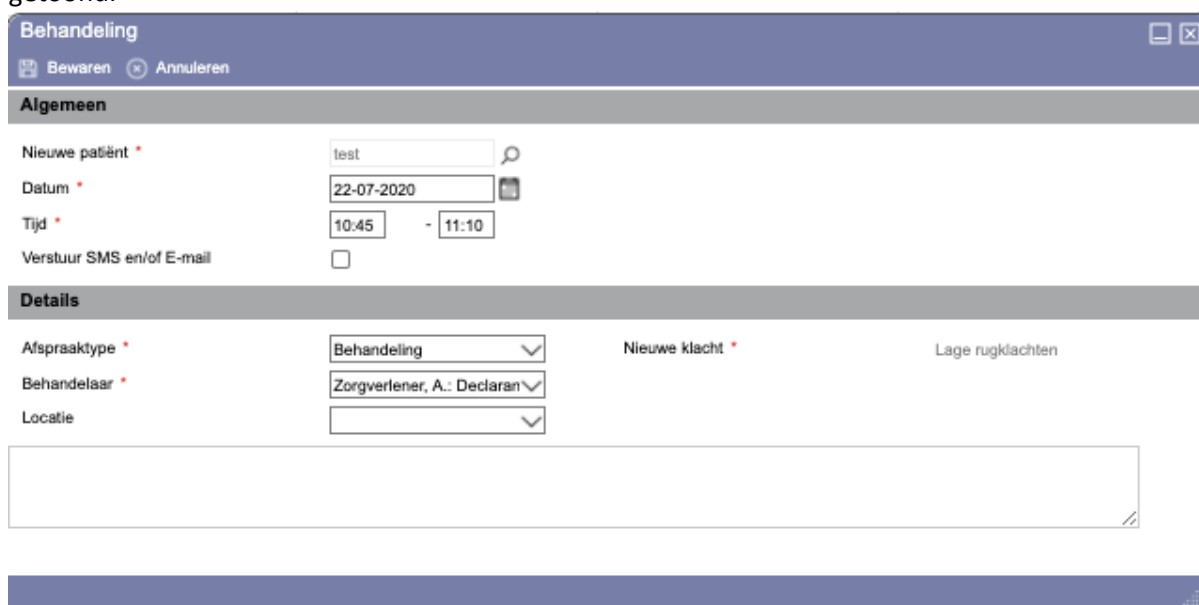 getoond.
Behandeling
Bewaren Annuleren
Algemeen
Nieuwe patiënt * test
Datum * 22-07-2020
Tijd * 10:45 - 11:10
Verstuur SMS en/of E-mail
Details
Afspraaktype * Behandeling Nieuwe klacht * Lage rugklachten
Behandelaar * Zorgverlener, A.: Declaran
Locatie